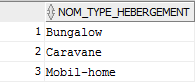 NOM_TYPE_HEBERGEMENT
1 Bungalow
2 Caravane
3 Mobil-home